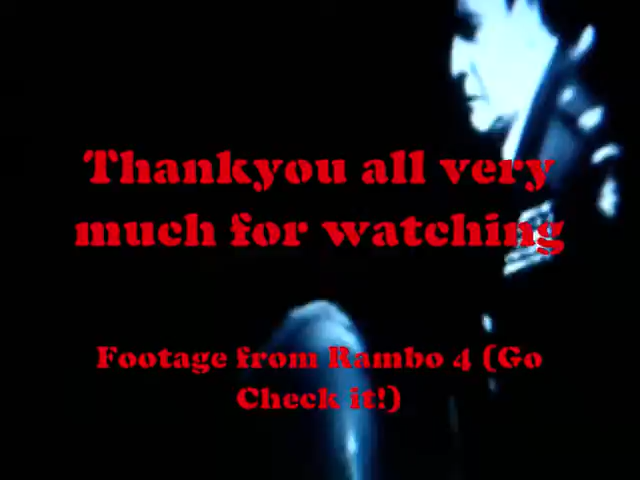 Thankyou all very
much for watching
Footage from Rambo 4 (Go
Check it!)